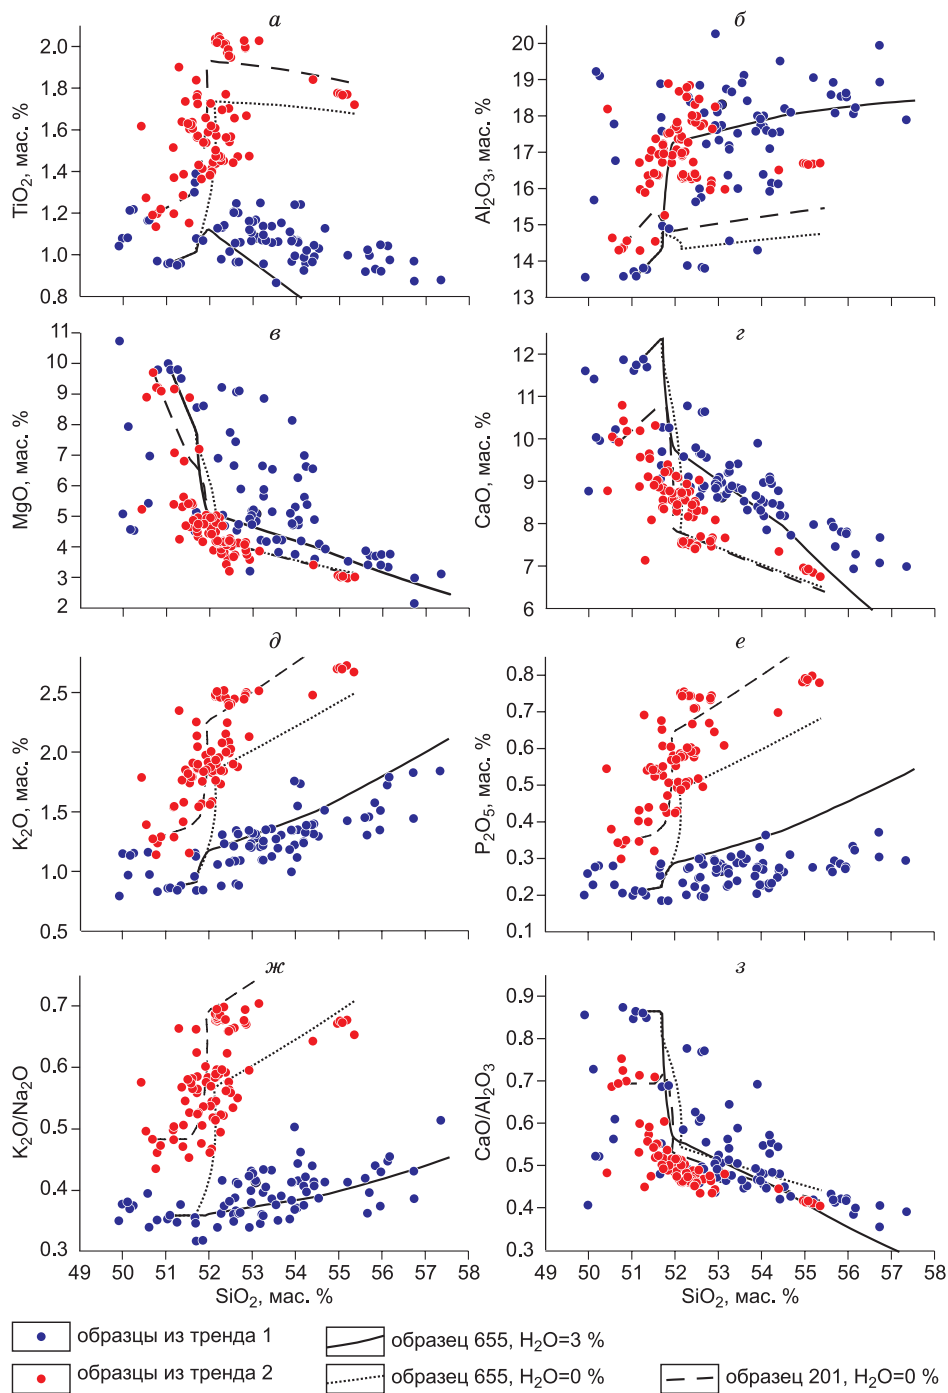 а
б
TiO2, мас. %
2.0
1.8
1.6
1.4
1.2
1.0
0.8
Al2O3, мас. %
20
19
18
17
16
15
14
13
в
г
MgO, мас. %
11
10
9
8
7
6
5
4
3
2
CaO, мас. %
12
10
8
6
д
е
K2O, мас. %
2.5
2.0
1.5
1.0
0.5
P2O5, мас. %
0.8
0.7
0.6
0.5
0.4
0.3
0.2
0.1
ж
з
K2O/Na2O
0.7
0.6
0.5
0.4
0.3
CaO/Al2O3
0.9
0.8
0.7
0.6
0.5
0.4
0.3
49 50 51 52 53 54 55 56 57 58
49 50 51 52 53 54 55 56 57 58
SiO2, мас. %
SiO2, мас. %
образцы из тренда 1
образец 655, H2O=3 %
образцы из тренда 2
образец 655, H2O=0 %
образец 201, H2O=0 %